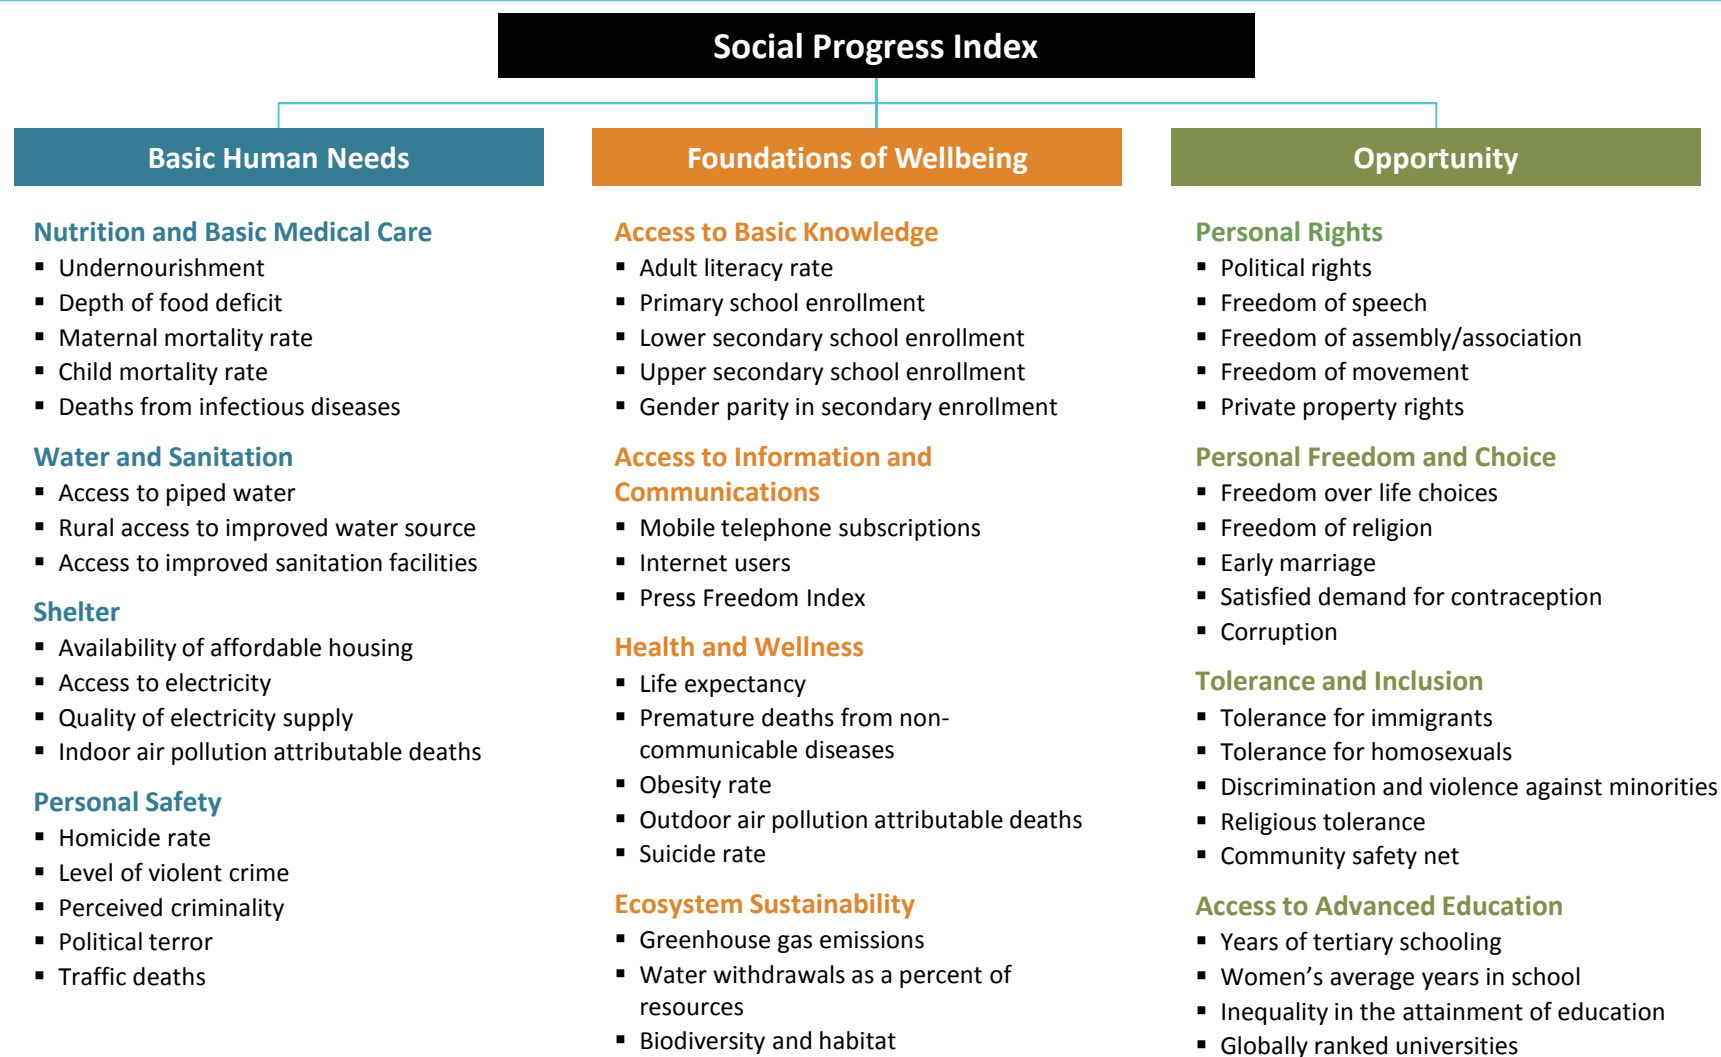 Social Progress Index
Basic Human Needs
Nutrition and Basic Medical Care
▪ Undernourishment
▪ Depth of food deficit
▪ Maternal mortality rate
▪ Child mortality rate
▪ Deaths from infectious diseases
Water and Sanitation
▪ Access to piped water
▪ Rural access to improved water source
▪ Access to improved sanitation facilities
Shelter
▪ Availability of affordable housing
▪ Access to electricity
▪ Quality of electricity supply
▪ Indoor air pollution attributable deaths
Personal Safety
▪ Homicide rate
▪ Level of violent crime
▪ Perceived criminality
▪ Political terror
▪ Traffic deaths
Foundations of Wellbeing
Access to Basic Knowledge
▪ Adult literacy rate
▪ Primary school enrollment
▪ Lower secondary school enrollment
▪ Upper secondary school enrollment
▪ Gender parity in secondary enrollment
Access to Information and
Communications
▪ Mobile telephone subscriptions
▪ Internet users
▪ Press Freedom Index
Health and Wellness
▪ Life expectancy
▪ Premature deaths from non-
communicable diseases
▪ Obesity rate
▪ Outdoor air pollution attributable deaths
▪ Suicide rate
Ecosystem Sustainability
▪ Greenhouse gas emissions
▪ Water withdrawals as a percent of
resources
▪ Biodiversity and habitat
Opportunity
Personal Rights
▪ Political rights
▪ Freedom of speech
▪ Freedom of assembly/association
▪ Freedom of movement
▪ Private property rights
Personal Freedom and Choice
▪ Freedom over life choices
▪ Freedom of religion
▪ Early marriage
▪ Satisfied demand for contraception
▪ Corruption
Tolerance and Inclusion
▪ Tolerance for immigrants
▪ Tolerance for homosexuals
▪ Discrimination and violence against minorities
▪ Religious tolerance
▪ Community safety net
Access to Advanced Education
▪ Years of tertiary schooling
▪ Women’s average years in school
▪ Inequality in the attainment of education
▪ Globally ranked universities